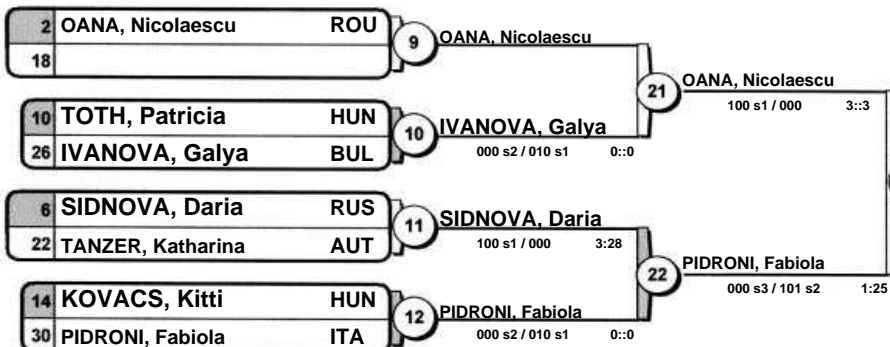 2 OANA, Nicolaescu ROU
18
9
OANA, Nicolaescu
10 TOTH, Patricia HUN
26 IVANOVA, Galya BUL
10
IVANOVA, Galya
000 s2 / 010 s1 0::0
21
OANA, Nicolaescu
100 s1 / 000 3::3
6 SIDNOVA, Daria RUS
22 TANZER, Katharina AUT
11
SIDNOVA, Daria
100 s1 / 000 3:28
14 KOVACS, Kitti HUN
30 PIDRONI, Fabiola ITA
12
PIDRONI, Fabiola
000 s2 / 010 s1 0::0
22
PIDRONI, Fabiola
000 s3 / 101 s2 1:25